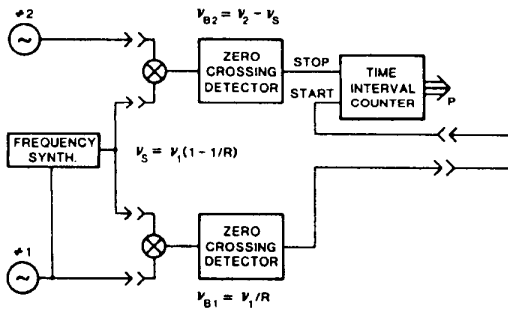 ≠2
ν_B2 = ν_2 − ν_S
ZERO
CROSSING
DETECTOR
STOP
START
TIME
INTERVAL
COUNTER
P
FREQUENCY
SYNTH.
ν_S = ν_1(1-1/R)
≠1
ZERO
CROSSING
DETECTOR
ν_B1 = ν_1/R